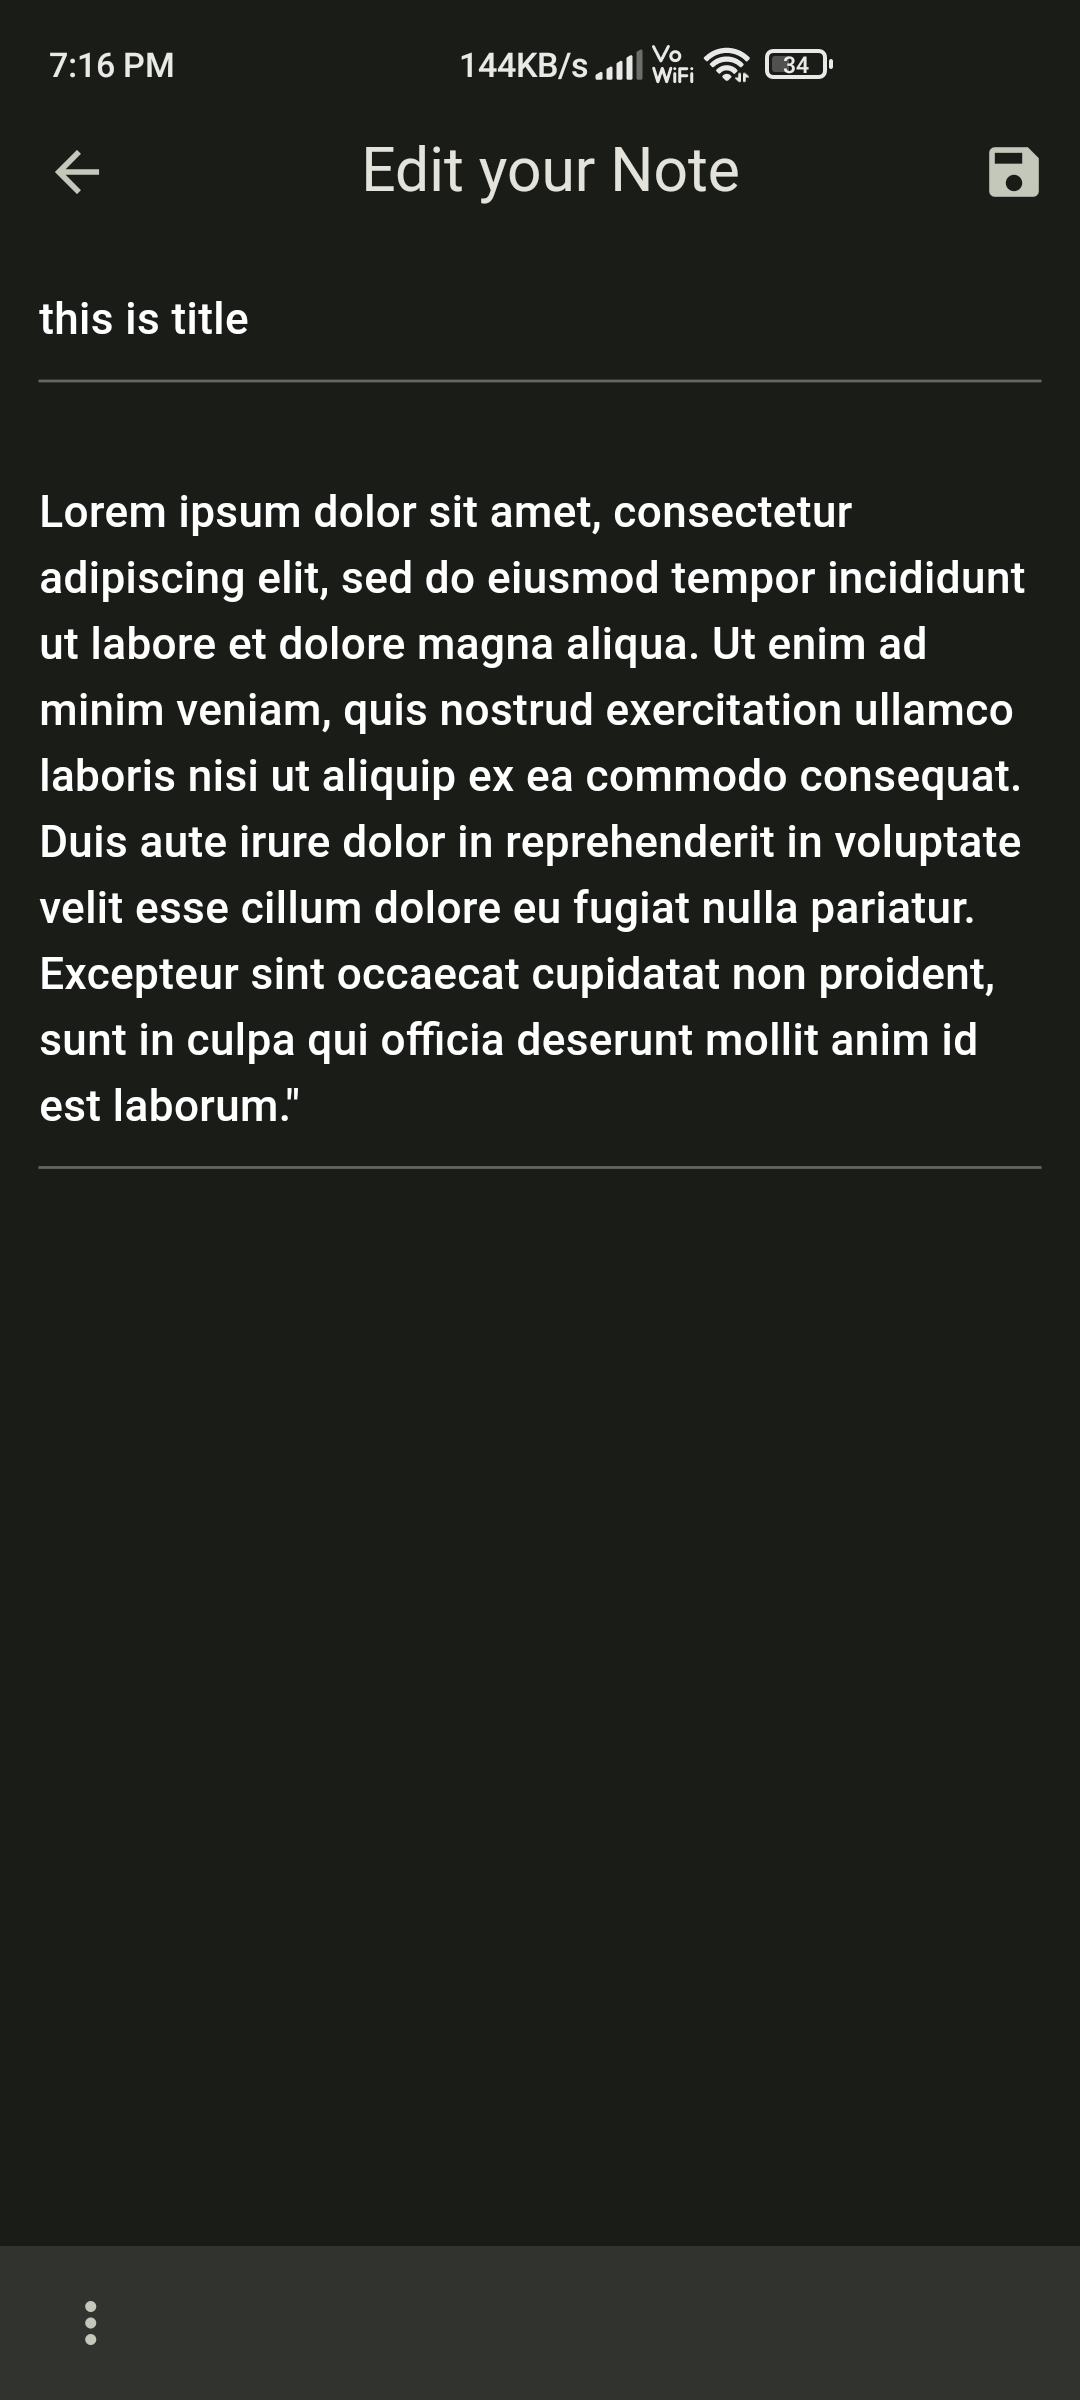 7:16 PM 144KB/s Vo WiFi 34
Edit your Note
this is title
Lorem ipsum dolor sit amet, consectetur
adipiscing elit, sed do eiusmod tempor incididunt
ut labore et dolore magna aliqua. Ut enim ad
minim veniam, quis nostrud exercitation ullamco
laboris nisi ut aliquip ex ea commodo consequat.
Duis aute irure dolor in reprehenderit in voluptate
velit esse cillum dolore eu fugiat nulla pariatur.
Excepteur sint occaecat cupidatat non proident,
sunt in culpa qui officia deserunt mollit anim id
est laborum."